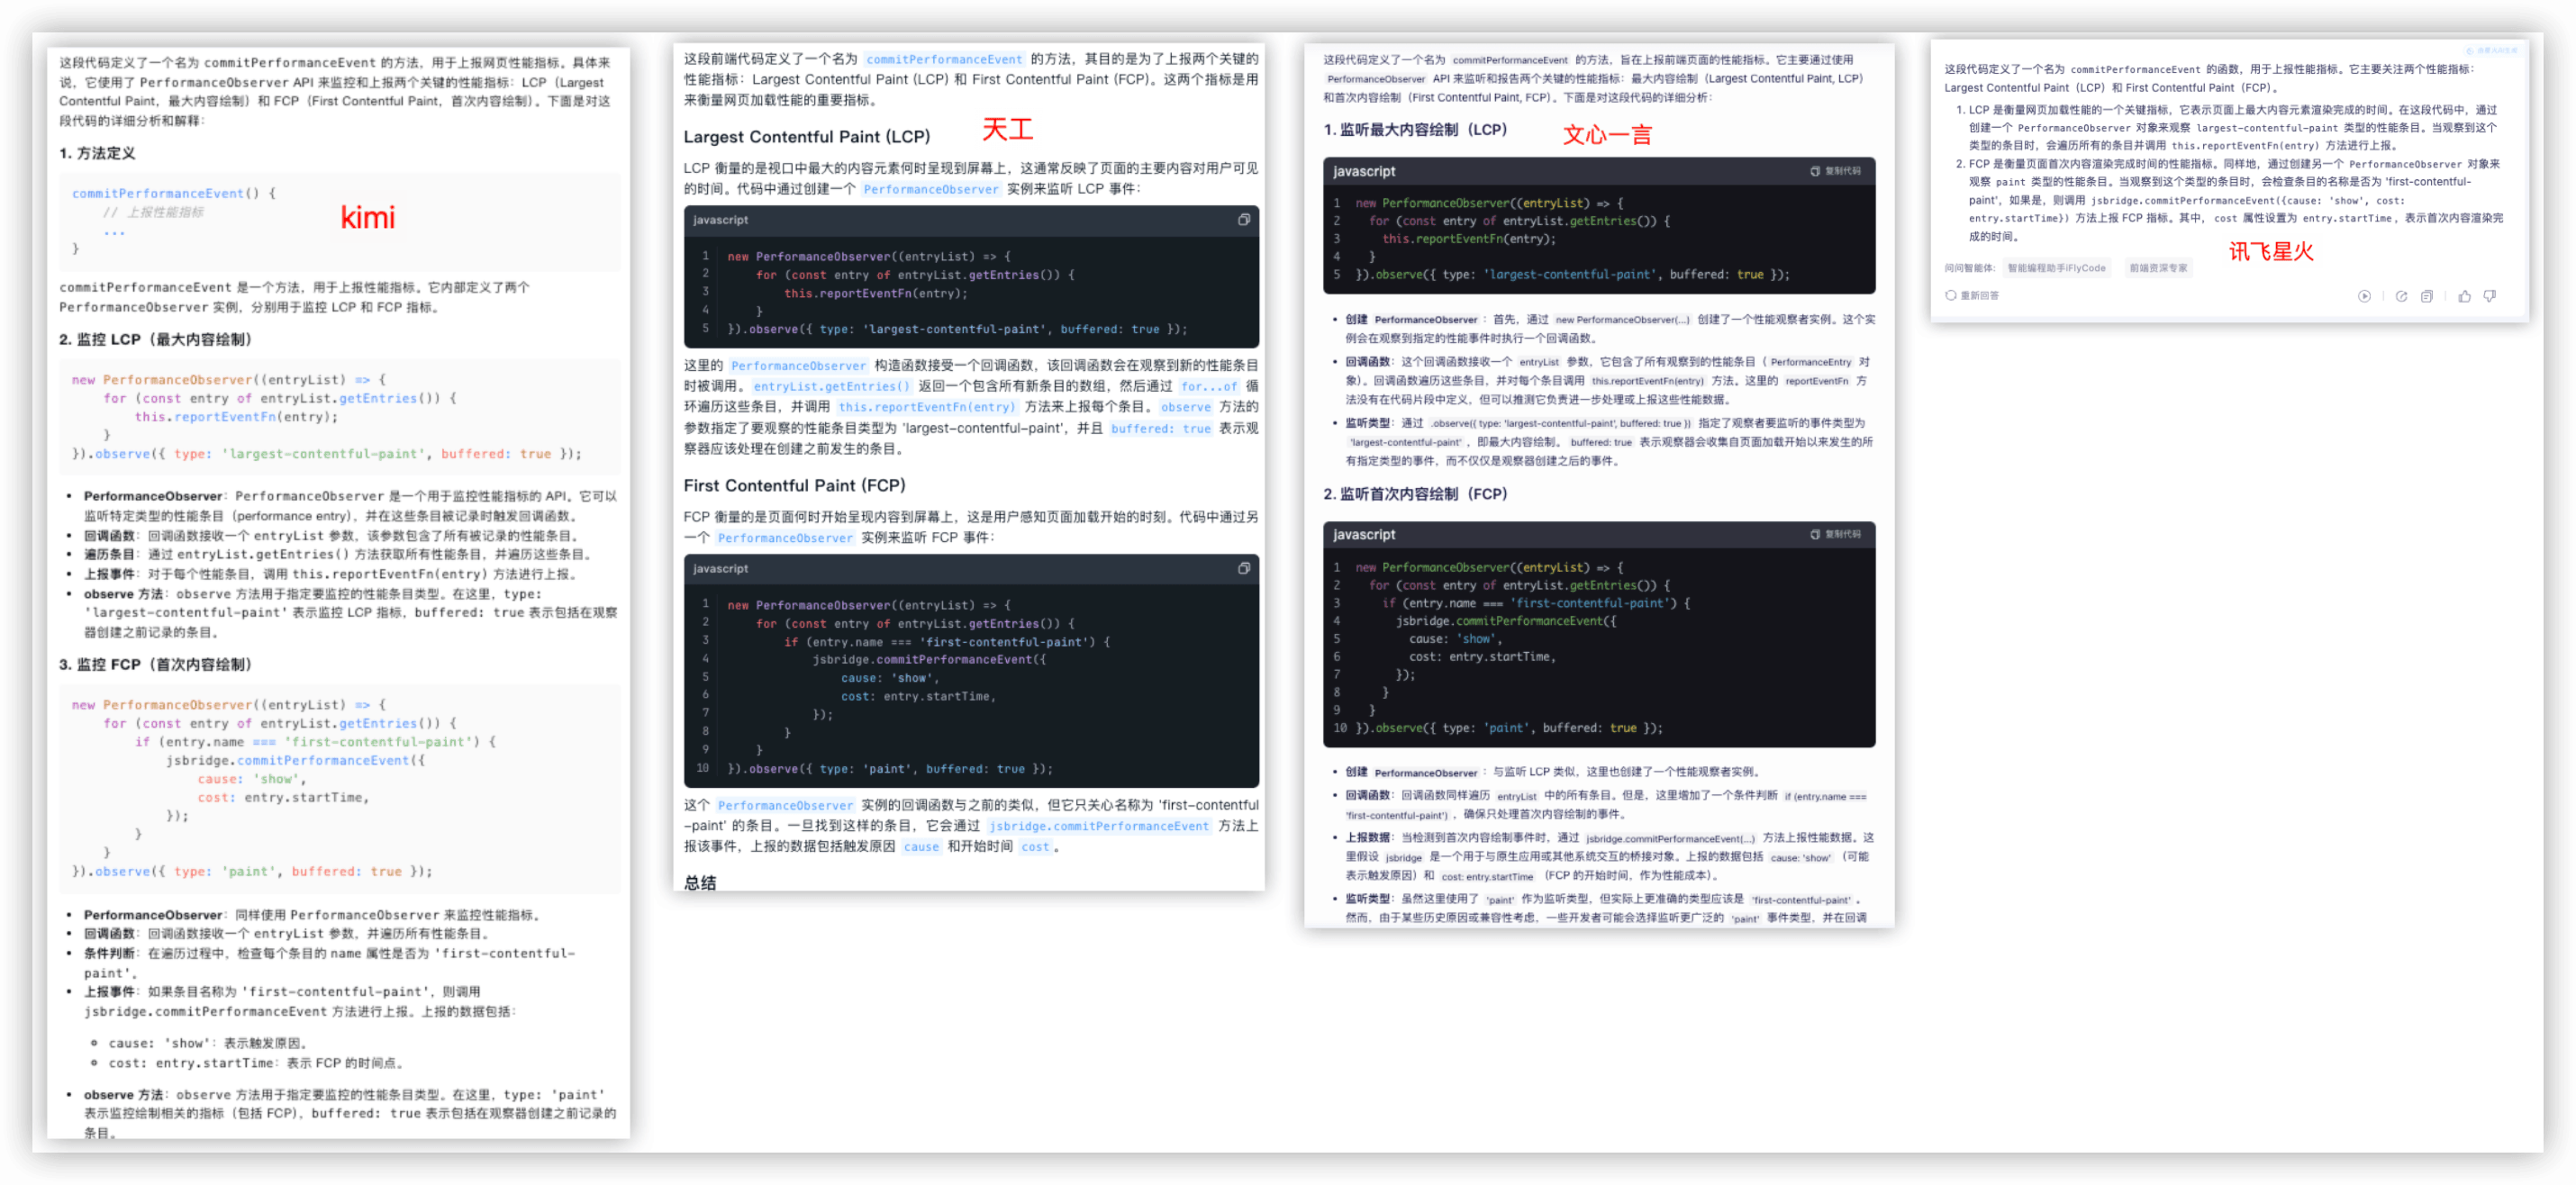 这段代码定义了一个名为 commitPerformanceEvent 的方法，用于上报网页性能指标。具体来
说，它使用了 PerformanceObserver API 来监控和上报两个关键的性能指标：LCP（Largest
Contentful Paint，最大内容绘制）和 FCP（First Contentful Paint，首次内容绘制）。下面是对这
段代码的详细分析和解释：
1. 方法定义
commitPerformanceEvent() {
// 上报性能指标
...
}
kimi
commitPerformanceEvent 是一个方法，用于上报性能指标。它内部定义了两个
PerformanceObserver 实例，分别用于监控 LCP 和 FCP 指标。
2. 监控 LCP（最大内容绘制）
new PerformanceObserver((entryList) => {
for (const entry of entryList.getEntries()) {
this.reportEventFn(entry);
}
}).observe({ type: 'largest-contentful-paint', buffered: true });
• PerformanceObserver：PerformanceObserver 是一个用于监控性能指标的 API。它可以
监听特定类型的性能条目（performance entry），并在这些条目被记录时触发回调函数。
• 回调函数：回调函数接收一个 entryList 参数，该参数包含了所有被记录的性能条目。
• 遍历条目：通过 entryList.getEntries() 方法获取所有性能条目，并遍历这些条目。
• 上报事件：对于每个性能条目，调用 this.reportEventFn(entry) 方法进行上报。
• observe 方法：observe 方法用于指定要监控的性能条目类型。在这里，type:
'largest-contentful-paint' 表示监控 LCP 指标，buffered: true 表示包括在观察
器创建之前记录的条目。
3. 监控 FCP（首次内容绘制）
new PerformanceObserver((entryList) => {
for (const entry of entryList.getEntries()) {
if (entry.name === 'first-contentful-paint') {
jsbridge.commitPerformanceEvent({
cause: 'show',
cost: entry.startTime,
});
}
}
}).observe({ type: 'paint', buffered: true });
• PerformanceObserver：同样使用 PerformanceObserver 来监控性能指标。
• 回调函数：回调函数接收一个 entryList 参数，并遍历所有性能条目。
• 条件判断：在遍历过程中，检查每个条目的 name 属性是否为 'first-contentful-
paint'。
• 上报事件：如果条目名称为 'first-contentful-paint'，则调用
jsbridge.commitPerformanceEvent 方法进行上报。上报的数据包括：
cause: 'show'：表示触发原因。
cost: entry.startTime：表示 FCP 的时间点。
• observe 方法：observe 方法用于指定要监控的性能条目类型。在这里，type: 'paint'
表示监控绘制相关的指标（包括 FCP），buffered: true 表示包括在观察器创建之前记录的
条目。
这段前端代码定义了一个名为 commitPerformanceEvent 的方法，其目的是为了上报两个关键的
性能指标：Largest Contentful Paint (LCP) 和 First Contentful Paint (FCP)。这两个指标是用
来衡量网页加载性能的重要指标。
Largest Contentful Paint (LCP)
天工
LCP 衡量的是视口中最大的内容元素何时呈现到屏幕上，这通常反映了页面的主要内容对用户可见
的时间。代码中通过创建一个 PerformanceObserver 实例来监听 LCP 事件：
javascript
1 new PerformanceObserver((entryList) => {
2 for (const entry of entryList.getEntries()) {
3 this.reportEventFn(entry);
4 }
5 }).observe({ type: 'largest-contentful-paint', buffered: true });
这里的 PerformanceObserver 构造函数接受一个回调函数，该回调函数会在观察到新的性能条目
时被调用。entryList.getEntries() 返回一个包含所有新条目的数组，然后通过 for...of 循
环遍历这些条目，并调用 this.reportEventFn(entry) 方法来上报每个条目。observe 方法的
参数指定了要观察的性能条目类型为 'largest-contentful-paint'，并且 buffered: true 表示观
察器应该处理在创建之前发生的条目。
First Contentful Paint (FCP)
FCP 衡量的是页面何时开始呈现内容到屏幕上，这是用户感知页面加载开始的时刻。代码中通过另
一个 PerformanceObserver 实例来监听 FCP 事件：
javascript
1 new PerformanceObserver((entryList) => {
2 for (const entry of entryList.getEntries()) {
3 if (entry.name === 'first-contentful-paint') {
4 jsbridge.commitPerformanceEvent({
5 cause: 'show',
6 cost: entry.startTime,
7 });
8 }
9 }
10 }).observe({ type: 'paint', buffered: true });
这个 PerformanceObserver 实例的回调函数与之前的类似，但它只关心名称为 'first-contentful
-paint' 的条目。一旦找到这样的条目，它会通过 jsbridge.commitPerformanceEvent 方法上
报该事件，上报的数据包括触发原因 cause 和开始时间 cost。
总结
这段代码定义了一个名为 commitPerformanceEvent 的方法，旨在上报前端页面的性能指标。它主要通过使用
PerformanceObserver API 来监听和报告两个关键的性能指标：最大内容绘制（Largest Contentful Paint, LCP）
和首次内容绘制（First Contentful Paint, FCP）。下面是对这段代码的详细分析：
1. 监听最大内容绘制（LCP）
文心一言
javascript 复制代码
1 new PerformanceObserver((entryList) => {
2 for (const entry of entryList.getEntries()) {
3 this.reportEventFn(entry);
4 }
5 }).observe({ type: 'largest-contentful-paint', buffered: true });
• 创建 PerformanceObserver ：首先，通过 new PerformanceObserver(...) 创建了一个性能观察者实例。这个实
例会在观察到指定的性能事件时执行一个回调函数。
• 回调函数：这个回调函数接收一个 entryList 参数，它包含了所有观察到的性能条目（ PerformanceEntry 对
象）。回调函数遍历这些条目，并对每个条目调用 this.reportEventFn(entry) 方法。这里的 reportEventFn 方
法没有在代码片段中定义，但可以推测它负责进一步处理或上报这些性能数据。
• 监听类型：通过 .observe({ type: 'largest-contentful-paint', buffered: true }) 指定了观察者要监听的事件类型为
'largest-contentful-paint' ，即最大内容绘制。 buffered: true 表示观察器会收集自页面加载开始以来发生的所
有指定类型的事件，而不仅仅是观察器创建之后的事件。
2. 监听首次内容绘制（FCP）
javascript 复制代码
1 new PerformanceObserver((entryList) => {
2 for (const entry of entryList.getEntries()) {
3 if (entry.name === 'first-contentful-paint') {
4 jsbridge.commitPerformanceEvent({
5 cause: 'show',
6 cost: entry.startTime,
7 });
8 }
9 }
10 }).observe({ type: 'paint', buffered: true });
• 创建 PerformanceObserver ：与监听 LCP 类似，这里也创建了一个性能观察者实例。
• 回调函数：回调函数同样遍历 entryList 中的所有条目。但是，这里增加了一个条件判断 if (entry.name ===
'first-contentful-paint') ，确保只处理首次内容绘制的事件。
• 上报数据：当检测到首次内容绘制事件时，通过 jsbridge.commitPerformanceEvent(...) 方法上报性能数据。这
里假设 jsbridge 是一个用于与原生应用或其他系统交互的桥接对象。上报的数据包括 cause: 'show' （可能
表示触发原因）和 cost: entry.startTime （FCP 的开始时间，作为性能成本）。
• 监听类型：虽然这里使用了 'paint' 作为监听类型，但实际上更准确的类型应该是 'first-contentful-paint' 。
然而，由于某些历史原因或兼容性考虑，一些开发者可能会选择监听更广泛的 'paint' 事件类型，并在回调
这段代码定义了一个名为 commitPerformanceEvent 的函数，用于上报性能指标。它主要关注两个性能指标：
Largest Contentful Paint（LCP）和 First Contentful Paint（FCP）。
1. LCP 是衡量网页加载性能的一个关键指标，它表示页面上最大内容元素渲染完成的时间。在这段代码中，通过
创建一个 PerformanceObserver 对象来观察 largest-contentful-paint 类型的性能条目。当观察到这个
类型的条目时，会遍历所有的条目并调用 this.reportEventFn(entry) 方法进行上报。
2. FCP 是衡量页面首次内容渲染完成时间的性能指标。同样地，通过创建另一个 PerformanceObserver 对象来
观察 paint 类型的性能条目。当观察到这个类型的条目时，会检查条目的名称是否为 'first-contentful-
paint'，如果是，则调用 jsbridge.commitPerformanceEvent({cause: 'show', cost:
entry.startTime}) 方法上报 FCP 指标。其中，cost 属性设置为 entry.startTime，表示首次内容渲染完
成的时间。
讯飞星火
问问智能体： 智能编程助手iFlyCode 前端资深专家
重新回答